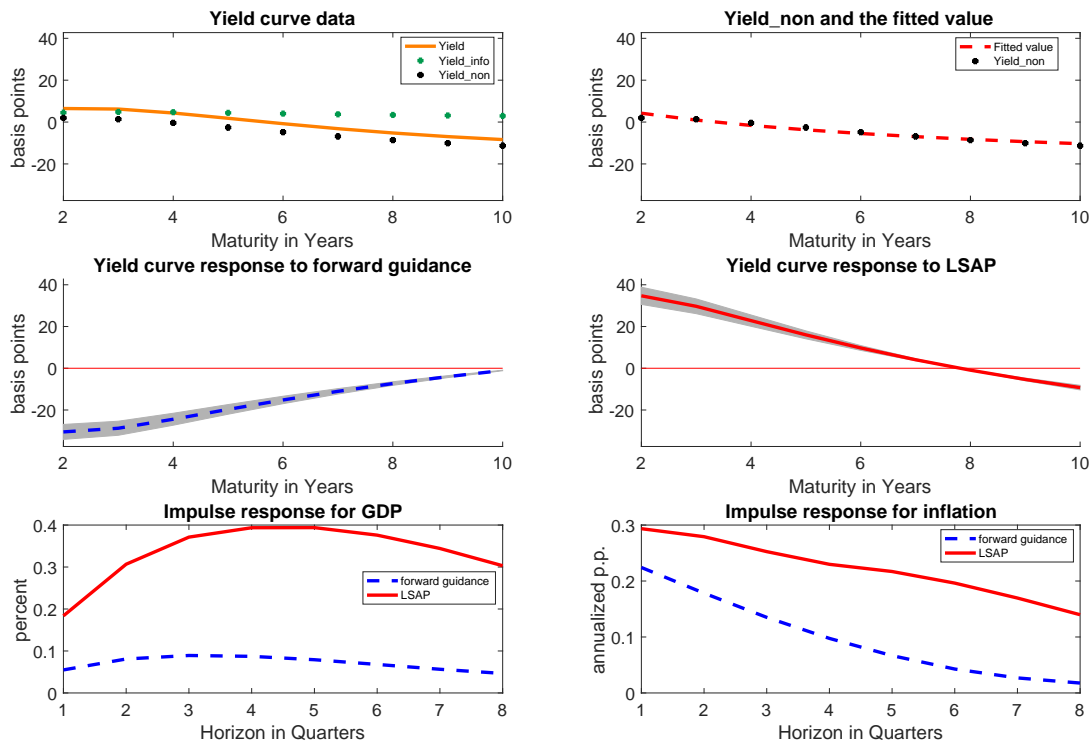 Yield curve data
40
20
0
-20
basis points
Yield
Yield_info
Yield_non
2 4 6 8 10
Maturity in Years
Yield_non and the fitted value
40
20
0
-20
basis points
Fitted value
Yield_non
2 4 6 8 10
Maturity in Years
Yield curve response to forward guidance
40
20
0
-20
basis points
2 4 6 8 10
Maturity in Years
Yield curve response to LSAP
40
20
0
-20
basis points
2 4 6 8 10
Maturity in Years
Impulse response for GDP
0.4
0.3
0.2
0.1
0
percent
forward guidance
LSAP
1 2 3 4 5 6 7 8
Horizon in Quarters
Impulse response for inflation
0.3
0.2
0.1
0
annualized p.p.
forward guidance
LSAP
1 2 3 4 5 6 7 8
Horizon in Quarters